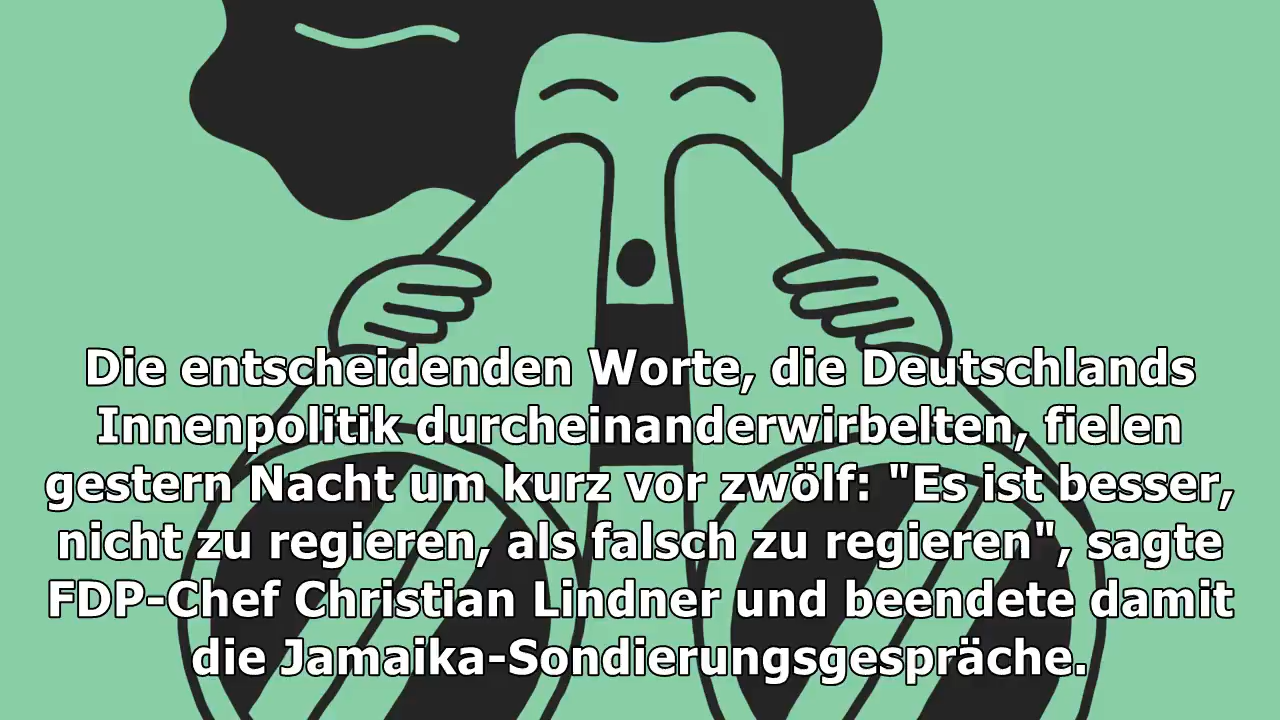 Die entscheidenden Worte, die Deutschlands
Innenpolitik durcheinanderwirbelten, fielen
gestern Nacht um kurz vor zwölf: "Es ist besser,
nicht zu regieren, als falsch zu regieren", sagte
FDP-Chef Christian Lindner und beendete damit
die Jamaika-Sondierungsgespräche.